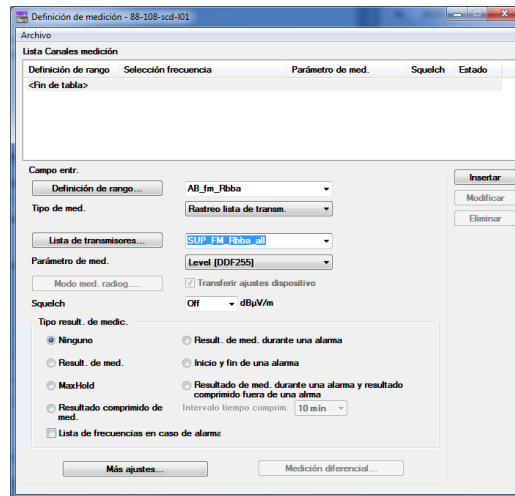 Definición de medición - 88-108-scd-l01
Archivo
Lista Canales medición
Definición de rango Selección frecuencia Parámetro de med. Squelch Estado
<Fin de tabla>
Campo entr.
Definición de rango... AB_fm_Rbba
Insertar
Modificar
Eliminar
Tipo de med. Rastreo lista de transm.
Lista de transmisores... SUP_FM_Rbba_all
Parámetro de med. Level [DDF255]
Modo med. radiog.... Transferir ajustes dispositivo
Squelch Off dBµV/m
Tipo result. de medic.
Ninguno Result. de med. durante una alarma
Result. de med. Inicio y fin de una alarma
MaxHold Resultado de med. durante una alarma y resultado
comprimido fuera de una alrma
Resultado comprimido de Intervalo tiempo comprim. 10 min
med.
Lista de frecuencias en caso de alarma
Más ajustes... Medición diferencial...